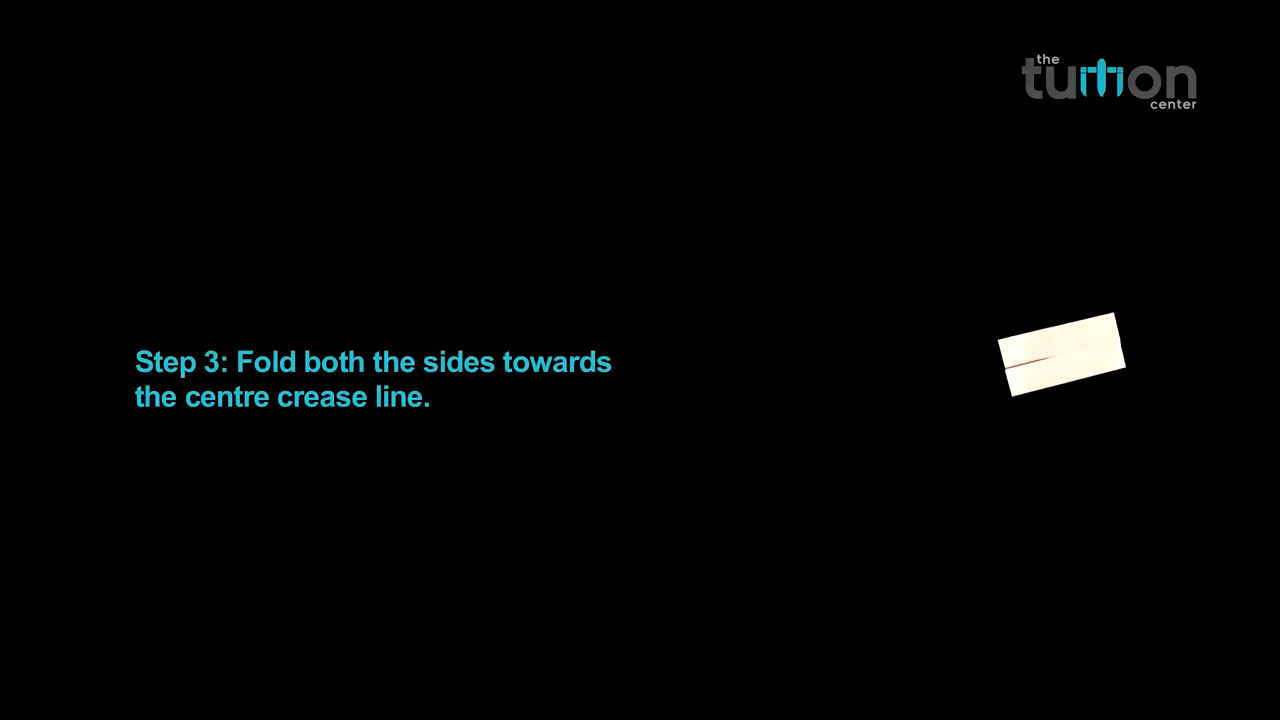 the
tuition
center
Step 3: Fold both the sides towards
the centre crease line.